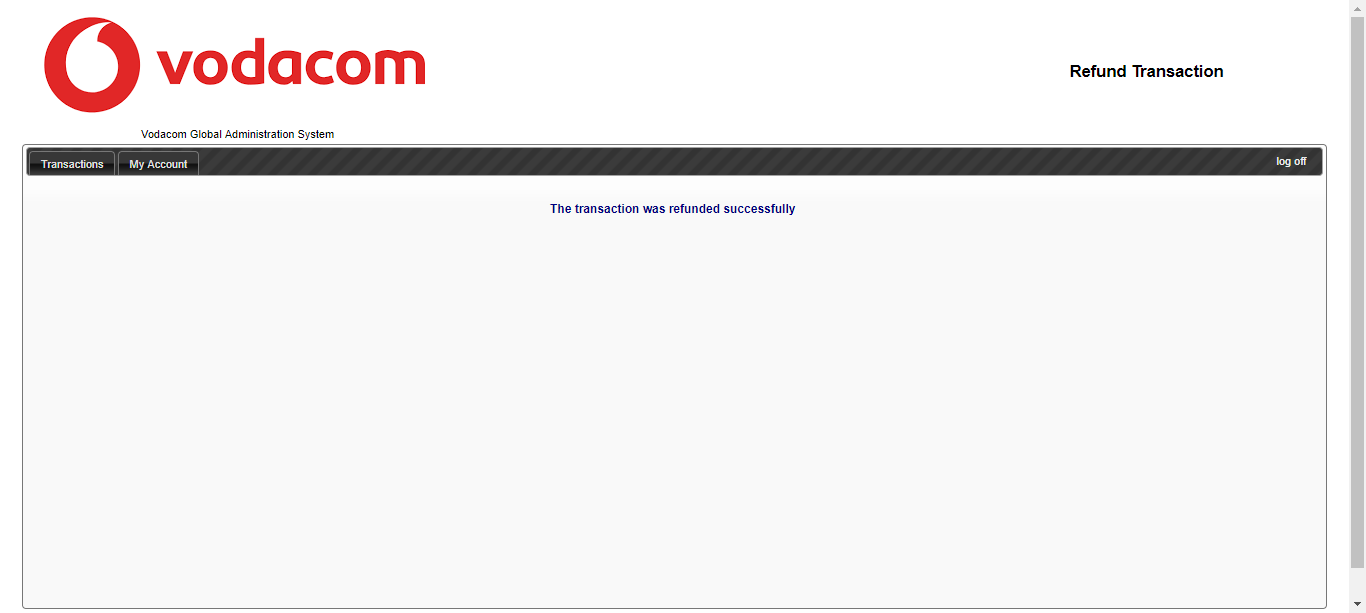 vodacom
Refund Transaction
Vodacom Global Administration System
Transactions
My Account
log off
The transaction was refunded successfully